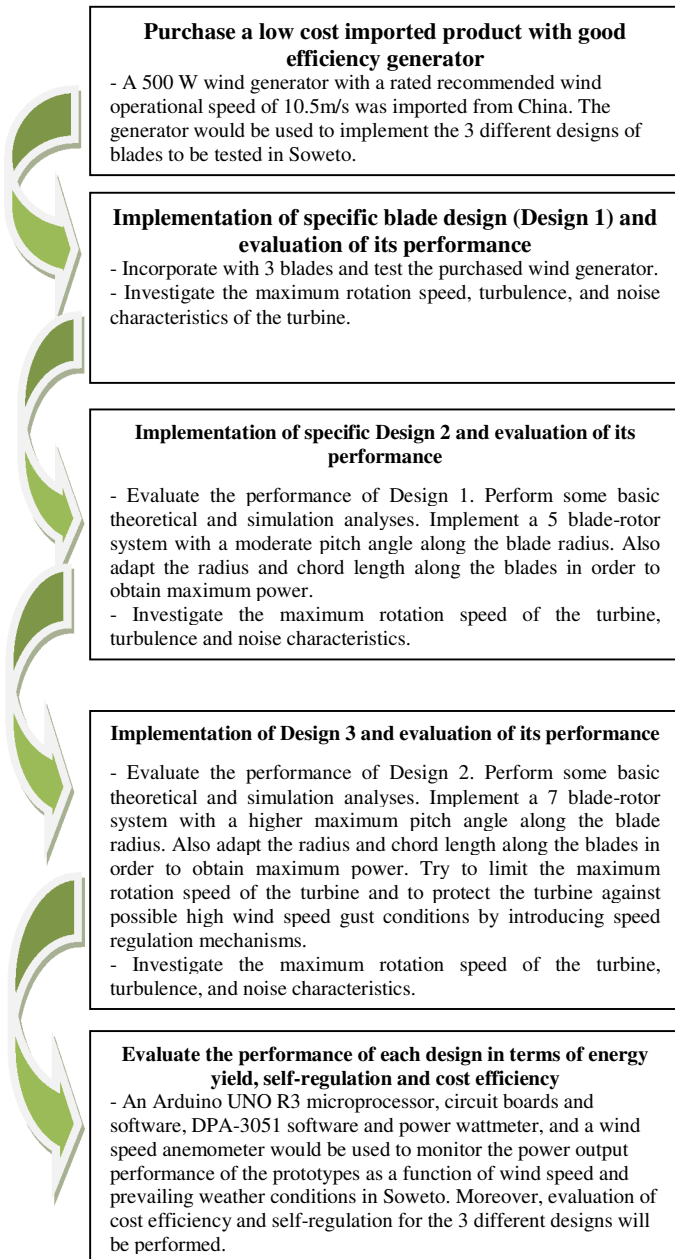 Purchase a low cost imported product with good
efficiency generator
- A 500 W wind generator with a rated recommended wind
operational speed of 10.5m/s was imported from China. The
generator would be used to implement the 3 different designs of
blades to be tested in Soweto.
Implementation of specific blade design (Design 1) and
evaluation of its performance
- Incorporate with 3 blades and test the purchased wind generator.
- Investigate the maximum rotation speed, turbulence, and noise
characteristics of the turbine.
Implementation of specific Design 2 and evaluation of its
performance
- Evaluate the performance of Design 1. Perform some basic
theoretical and simulation analyses. Implement a 5 blade-rotor
system with a moderate pitch angle along the blade radius. Also
adapt the radius and chord length along the blades in order to
obtain maximum power.
- Investigate the maximum rotation speed of the turbine,
turbulence and noise characteristics.
Implementation of Design 3 and evaluation of its performance
- Evaluate the performance of Design 2. Perform some basic
theoretical and simulation analyses. Implement a 7 blade-rotor
system with a higher maximum pitch angle along the blade
radius. Also adapt the radius and chord length along the blades in
order to obtain maximum power. Try to limit the maximum
rotation speed of the turbine and to protect the turbine against
possible high wind speed gust conditions by introducing speed
regulation mechanisms.
- Investigate the maximum rotation speed of the turbine,
turbulence, and noise characteristics.
Evaluate the performance of each design in terms of energy
yield, self-regulation and cost efficiency
- An Arduino UNO R3 microprocessor, circuit boards and
software, DPA-3051 software and power wattmeter, and a wind
speed anemometer would be used to monitor the power output
performance of the prototypes as a function of wind speed and
prevailing weather conditions in Soweto. Moreover, evaluation of
cost efficiency and self-regulation for the 3 different designs will
be performed.